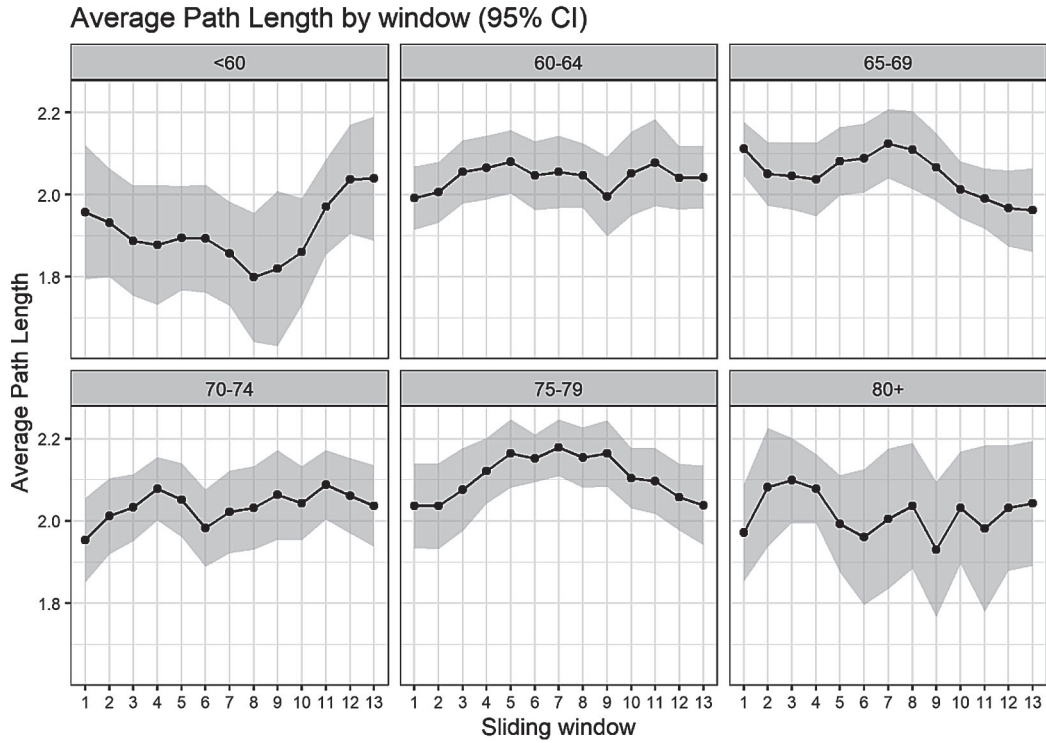 Average Path Length by window (95% CI)
<60 60-64 65-69
2.2
2.0
1.8
70-74 75-79 80+
2.2
2.0
1.8
Average Path Length
1 2 3 4 5 6 7 8 9 10 11 12 13 1 2 3 4 5 6 7 8 9 10 11 12 13 1 2 3 4 5 6 7 8 9 10 11 12 13
Sliding window